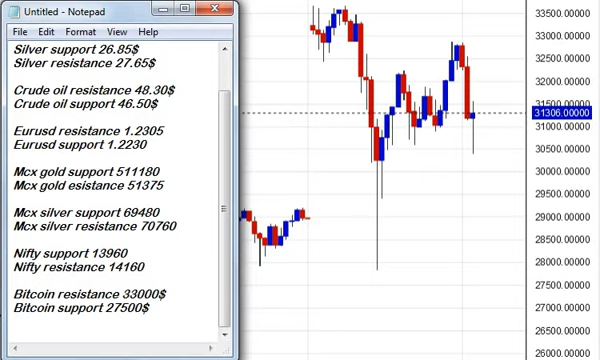 Untitled - Notepad
File Edit Format View Help
Silver support 26.85$
Silver resistance 27.65$
Crude oil resistance 48.30$
Crude oil support 46.50$
Eurusd resistance 1.2305
Eurusd support 1.2230
Mcx gold support 511180
Mcx gold esistance 51375
Mcx silver support 69480
Mcx silver resistance 70760
Nifty support 13960
Nifty resistance 14160
Bitcoin resistance 33000$
Bitcoin support 27500$
33500.00000
33000.00000
32500.00000
32000.00000
31500.00000
31306.00000
31000.00000
30500.00000
30000.00000
29500.00000
29000.00000
28500.00000
28000.00000
27500.00000
27000.00000
26500.00000
26000.00000